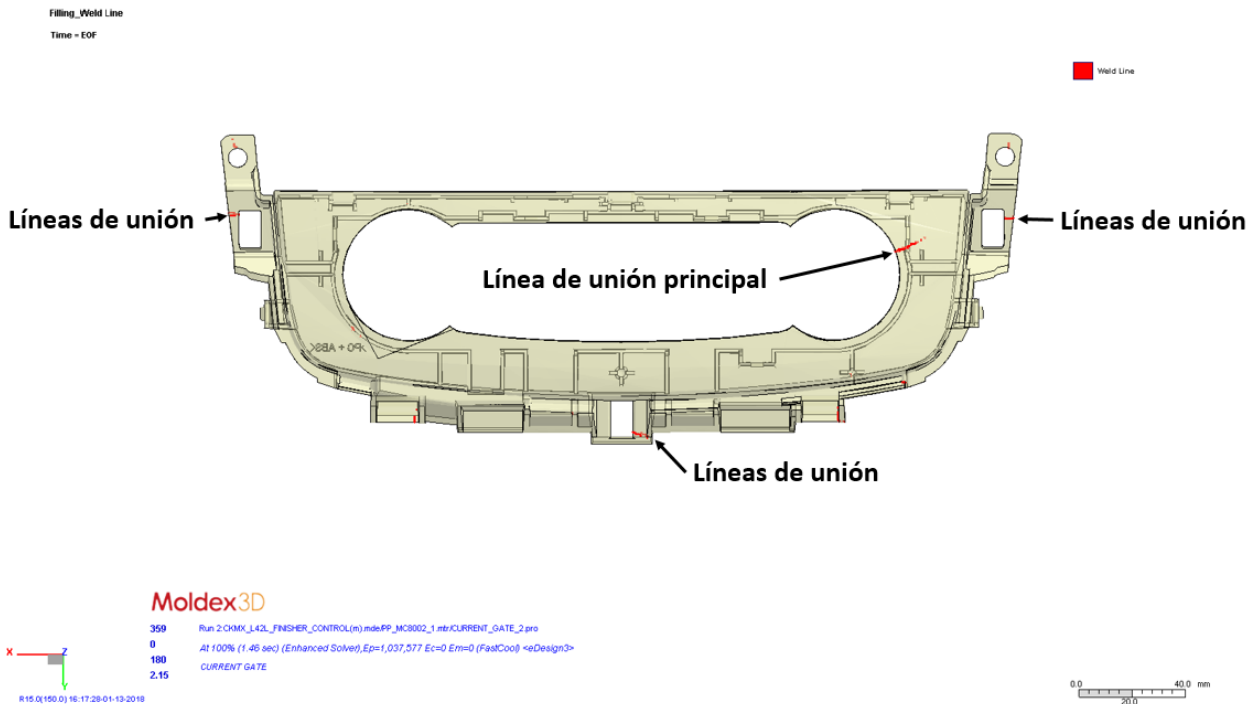 Filling_Weld Line
Time = EOF
Weld Line
Líneas de unión
Líneas de unión
Línea de unión principal
>PC + ABS<
Líneas de unión
Moldex3D
359
Run 2:CKMX_L42L_FINISHER_CONTROL(m).mde/PP_MC8002_1.mtr/CURRENT_GATE_2.pro
0
At 100% (1.46 sec) (Enhanced Solver),Ep=1,037,577 Ec=0 Em=0 (FastCool) <eDesign3>
180
CURRENT GATE
2.15
X
Z
Y
R15.0(150.0) 16:17:28-01-13-2018
0.0
40.0 mm
20.0